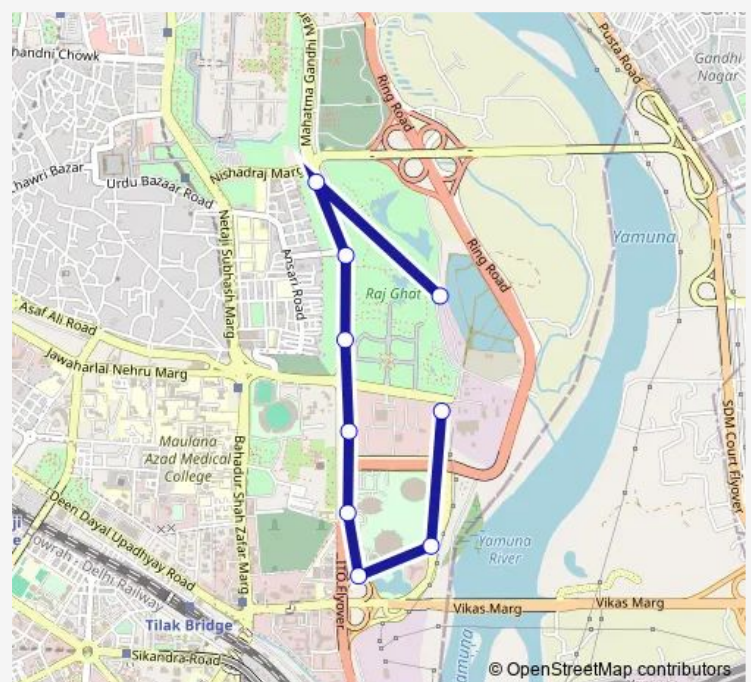 Chandni Chowk
Mahatma Gandhi
Ring Road
Pusta Road
Gandhi
Nagar
Nishadraj Marg
hawri Bazar
Urdu Bazaar Road
Netaji Subhash Marg
Ansari Road
Yamuna
Ring Road
Raj Ghat
Asaf Ali Road
Jawaharlal Nehru Marg
Maulana
Azad Medical
College
Bahadur Shah Zafar Marg
SDM Court Flyover
Deen Dayal Upadhyay Road
Howrah - Delhi Railway
Yamuna
River
ITO Flyover
Vikas Marg
Vikas Marg
Tilak Bridge
Sikandra Road
© OpenStreetMap contributors